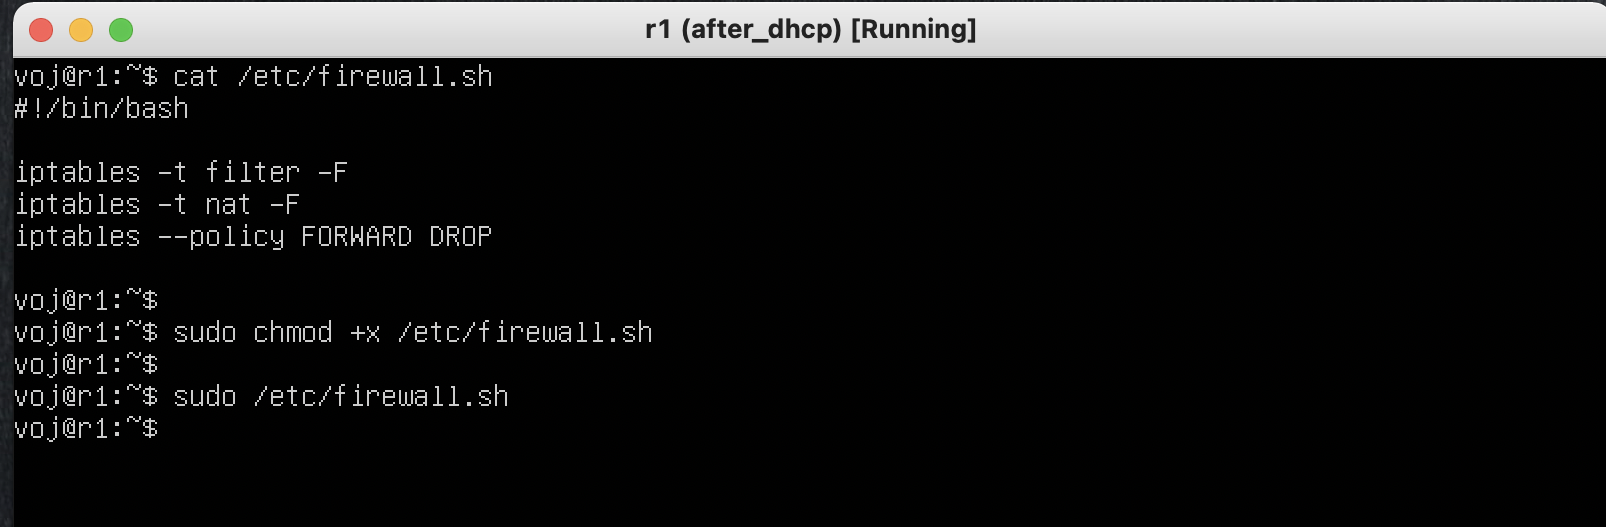 r1 (after_dhcp) [Running]
voj@r1:~$ cat /etc/firewall.sh
#!/bin/bash
iptables -t filter -F
iptables -t nat -F
iptables --policy FORWARD DROP
voj@r1:~$
voj@r1:~$ sudo chmod +x /etc/firewall.sh
voj@r1:~$
voj@r1:~$ sudo /etc/firewall.sh
voj@r1:~$